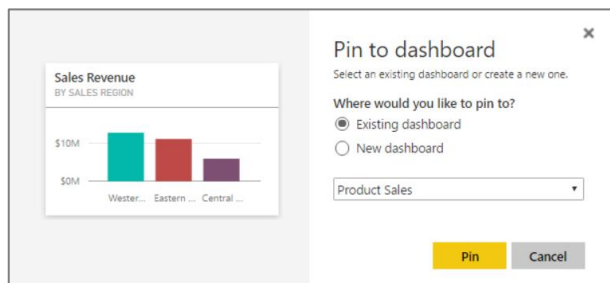 Sales Revenue
BY SALES REGION
$10M
$0M
Wester... Eastern ... Central ...
Pin to dashboard
Select an existing dashboard or create a new one.
Where would you like to pin to?
Existing dashboard
New dashboard
Product Sales
Pin Cancel